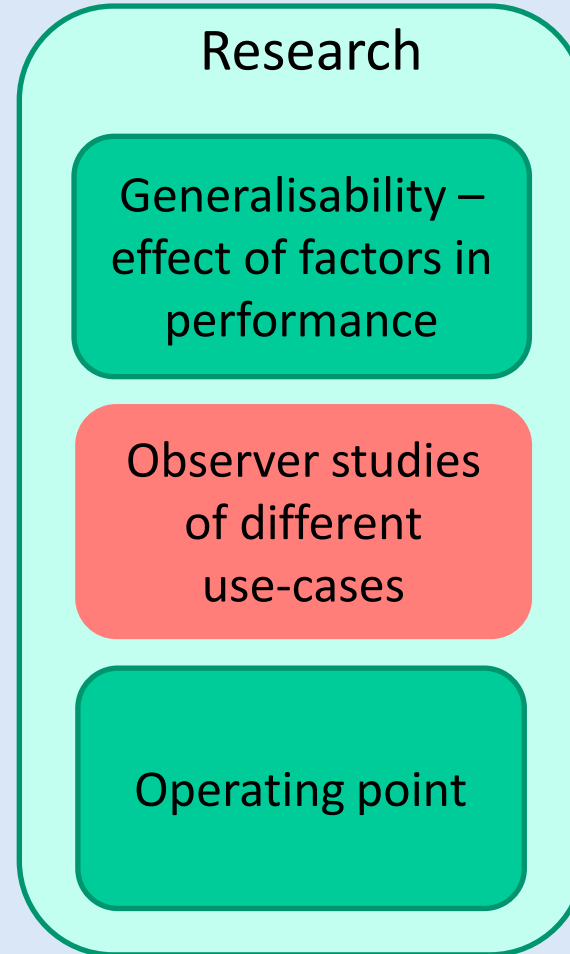 Research
Generalisability –
effect of factors in
performance
Observer studies
of different
use-cases
Operating point